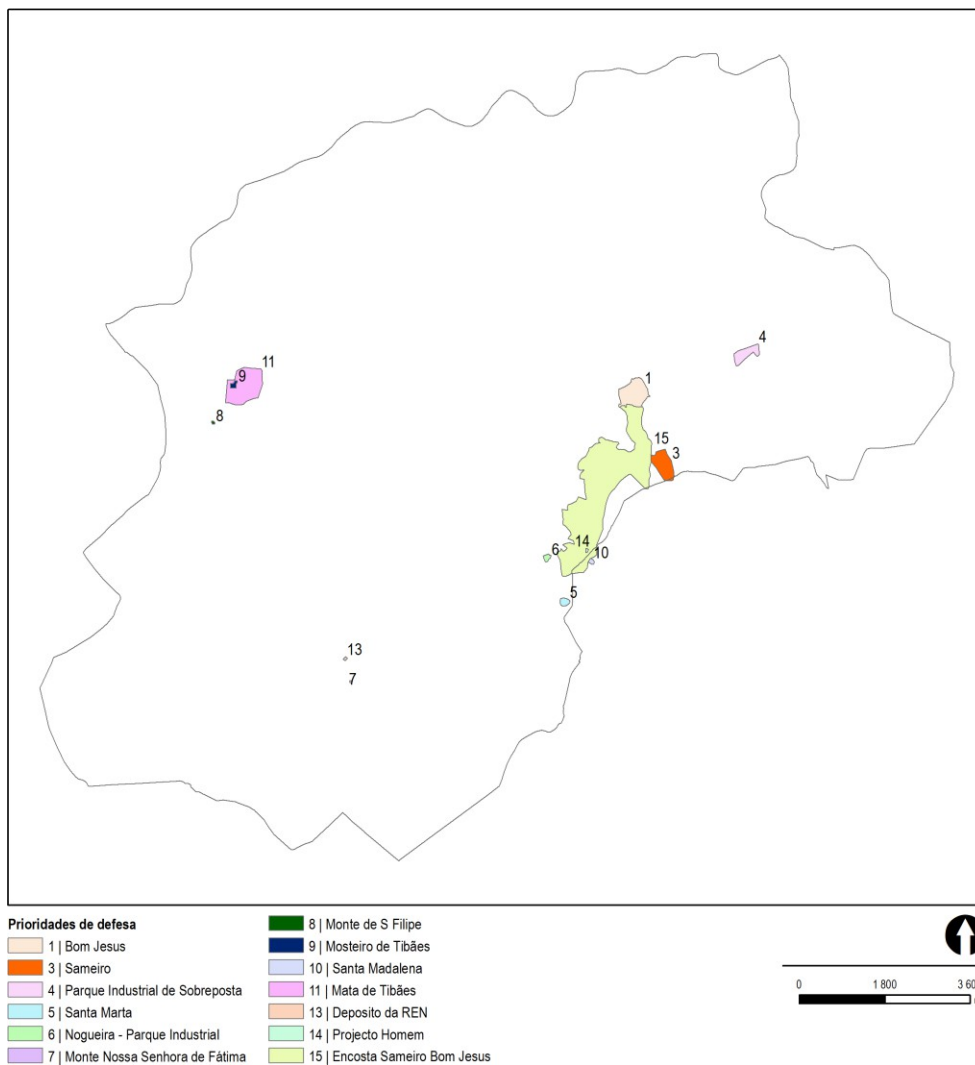 4
11
1
9
8
15
3
14
6
10
5
13
7
Prioridades de defesa
1 | Bom Jesus
3 | Sameiro
4 | Parque Industrial de Sobreposta
5 | Santa Marta
6 | Nogueira - Parque Industrial
7 | Monte Nossa Senhora de Fátima
8 | Monte de S Filipe
9 | Mosteiro de Tibães
10 | Santa Madalena
11 | Mata de Tibães
13 | Deposito da REN
14 | Projecto Homem
15 | Encosta Sameiro Bom Jesus
0 1 800 3 60